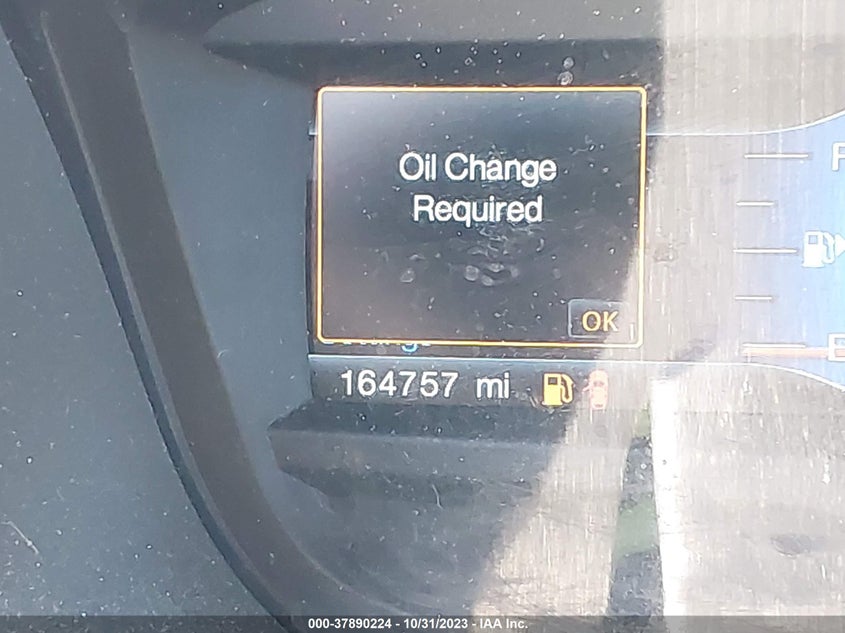 Oil Change
Required
OK
164757 mi
F
E
000-37890224 - 10/31/2023 - IAA Inc.